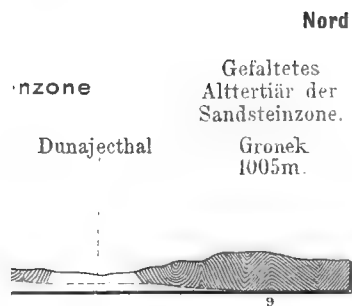 Nord
Gefaltetes
Alttertiär der
Sandsteinzone.
nzone
Dunajecthal
Gronek
1005m.
9